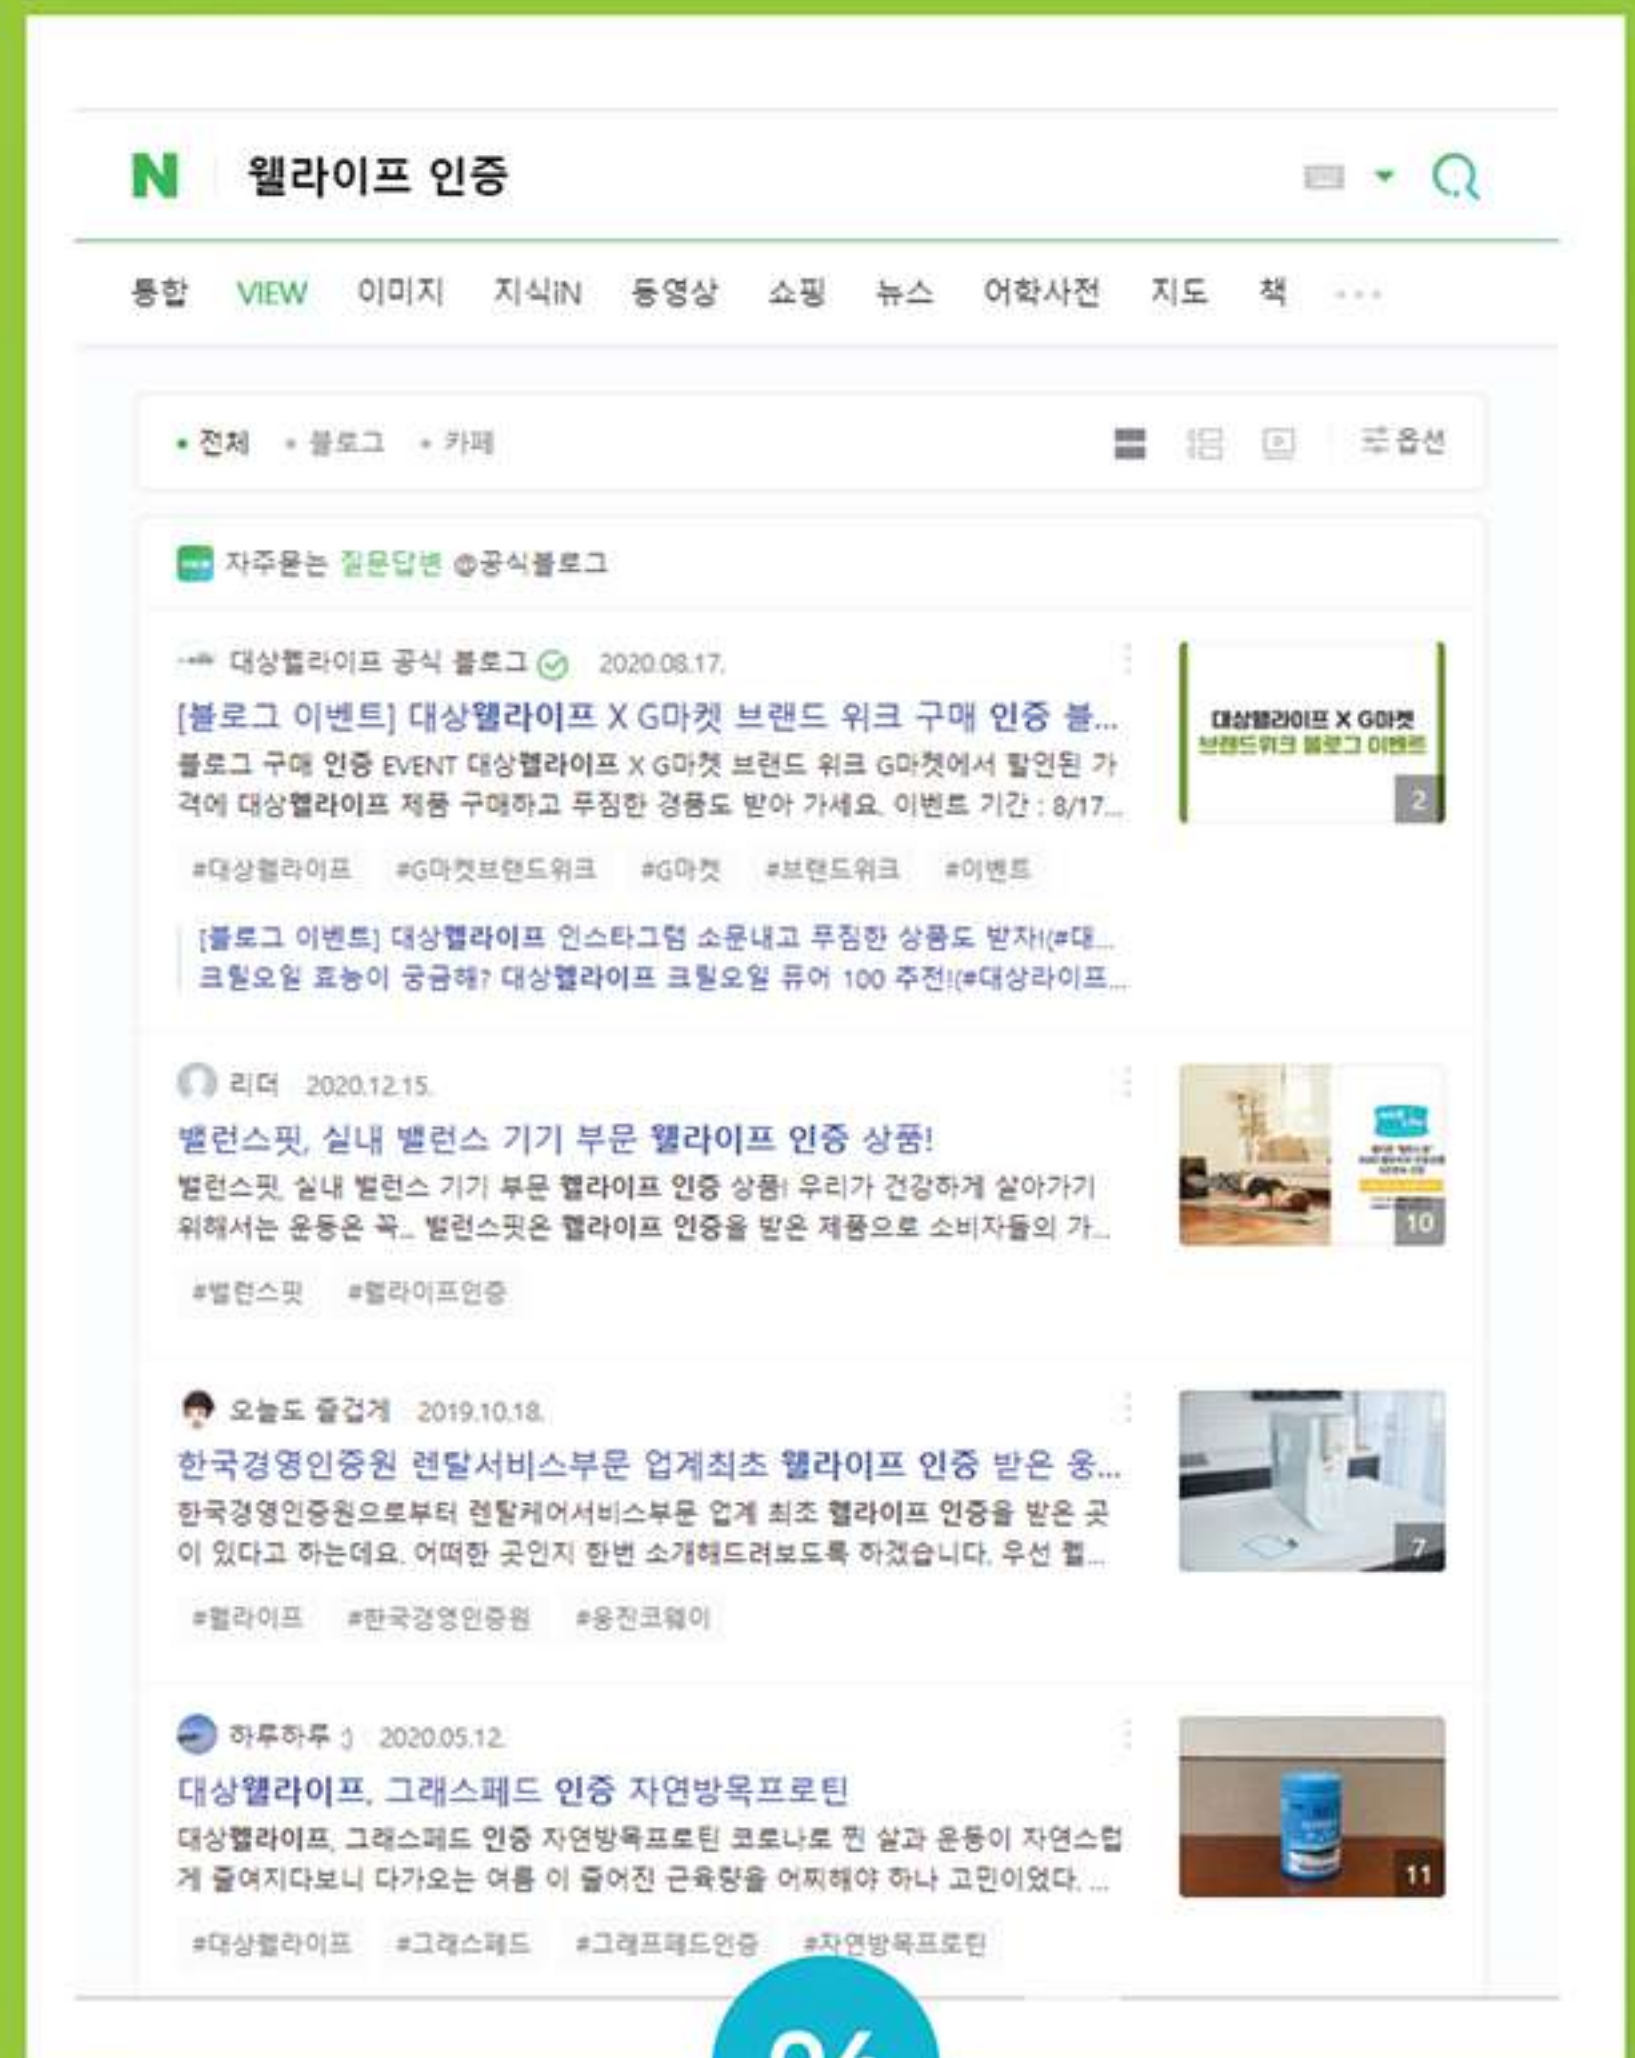 N 웰라이프 인증
통합 VIEW 이미지 지식iN 동영상 쇼핑 뉴스 어학사전 지도 책 ...
• 전체 • 블로그 • 카페 옵션
자주묻는 질문답변 @공식블로그
대상웰라이프 공식 블로그 2020.08.17.
[블로그 이벤트] 대상웰라이프 X G마켓 브랜드 위크 구매 인증 블...
블로그 구매 인증 EVENT 대상웰라이프 X G마켓 브랜드 위크 G마켓에서 할인된 가
격에 대상웰라이프 제품 구매하고 푸짐한 경품도 받아 가세요. 이벤트 기간 : 8/17...
대상웰라이프 X G마켓
브랜드위크 블로그 이벤트
2
#대상웰라이프 #G마켓브랜드위크 #G마켓 #브랜드위크 #이벤트
[블로그 이벤트] 대상웰라이프 인스타그램 소문내고 푸짐한 상품도 받자!(#대...
크릴오일 효능이 궁금해? 대상웰라이프 크릴오일 퓨어 100 추천!(#대상라이프...
리더 2020.12.15.
밸런스핏, 실내 밸런스 기기 부문 웰라이프 인증 상품!
밸런스핏, 실내 밸런스 기기 부문 웰라이프 인증 상품! 우리가 건강하게 살아가기
위해서는 운동은 꼭... 밸런스핏은 웰라이프 인증을 받은 제품으로 소비자들의 가...
10
#밸런스핏 #웰라이프인증
오늘도 즐겁게 2019.10.18.
한국경영인증원 렌탈서비스부문 업계최초 웰라이프 인증 받은 웅...
한국경영인증원으로부터 렌탈케어서비스부문 업계 최초 웰라이프 인증을 받은 곳
이 있다고 하는데요. 어떠한 곳인지 한번 소개해드려보도록 하겠습니다. 우선 웰...
7
#웰라이프 #한국경영인증원 #웅진코웨이
하루하루 :) 2020.05.12.
대상웰라이프, 그래스페드 인증 자연방목프로틴
대상웰라이프, 그래스페드 인증 자연방목프로틴 코로나로 찐 살과 운동이 자연스럽
게 줄여지다보니 다가오는 여름 이 줄어진 근육량을 어찌해야 하나 고민이었다. ...
11
#대상웰라이프 #그래스페드 #그래프페드인증 #자연방목프로틴